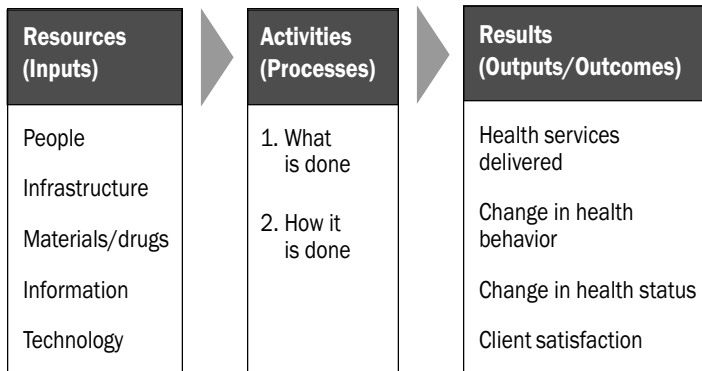 Resources
(Inputs)
People
Infrastructure
Materials/drugs
Information
Technology
Activities
(Processes)
1. What
is done
2. How it
is done
Results
(Outputs/Outcomes)
Health services
delivered
Change in health
behavior
Change in health status
Client satisfaction